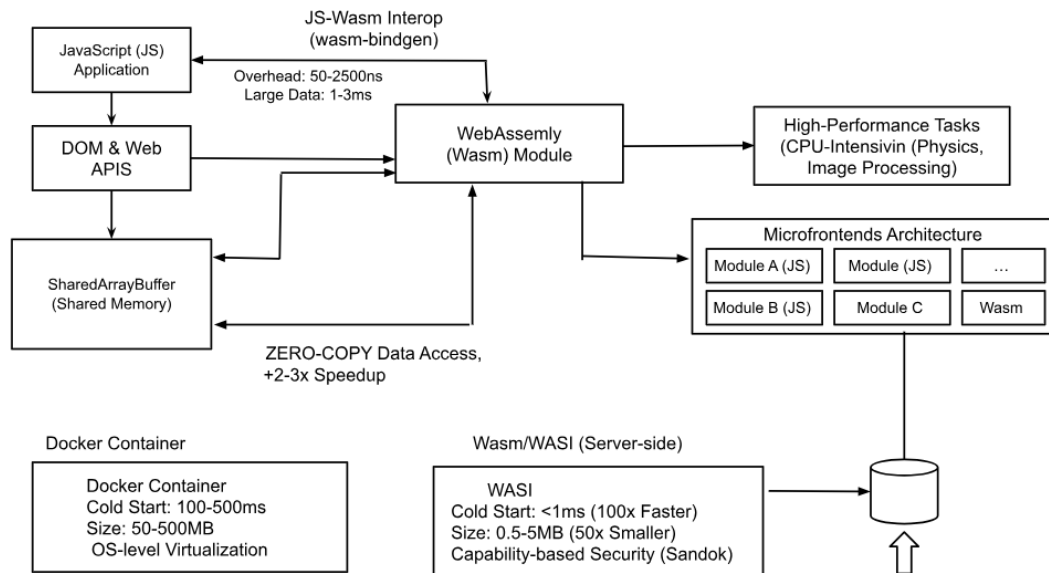 JS-Wasm Interop
(wasm-bindgen)
JavaScript (JS)
Application
Overhead: 50-2500ns
Large Data: 1-3ms
DOM & Web
APIS
WebAssemly
(Wasm) Module
High-Performance Tasks
(CPU-Intensivin (Physics,
Image Processing)
SharedArrayBuffer
(Shared Memory)
Microfrontends Architecture
Module A (JS)
Module (JS)
...
Module B (JS)
Module C
Wasm
ZERO-COPY Data Access,
+2-3x Speedup
Docker Container
Docker Container
Cold Start: 100-500ms
Size: 50-500MB
OS-level Virtualization
Wasm/WASI (Server-side)
WASI
Cold Start: <1ms (100x Faster)
Size: 0.5-5MB (50x Smaller)
Capability-based Security (Sandok)